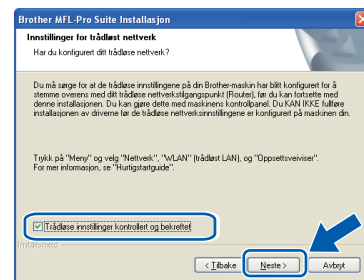 Brother MFL-Pro Suite Installasjon
Innstillinger for trådløst nettverk
Har du konfigurert ditt trådløse nettverk?
Du må sørge for at de trådløse innstillingene på din Brother-maskin har blitt konfigurert for å
stemme overens med ditt trådløse nettverkstilgangspunkt (Router), før du kan fortsette med
denne installasjonen. Du kan gjøre dette med maskinens kontrollpanel. Du KAN IKKE fullføre
installasjonen av driverne før de trådløse nettverksinnstillingene er konfigurert på maskinen din.
Trykk på "Meny" og velg "Nettverk", "WLAN" (trådløst LAN), og "Oppsettsveiviser".
For mer informasjon, se "Hurtigstartguide".
Trådløse innstillinger kontrollert og bekreftet
InstallShield
< Tilbake Neste > Avbryt